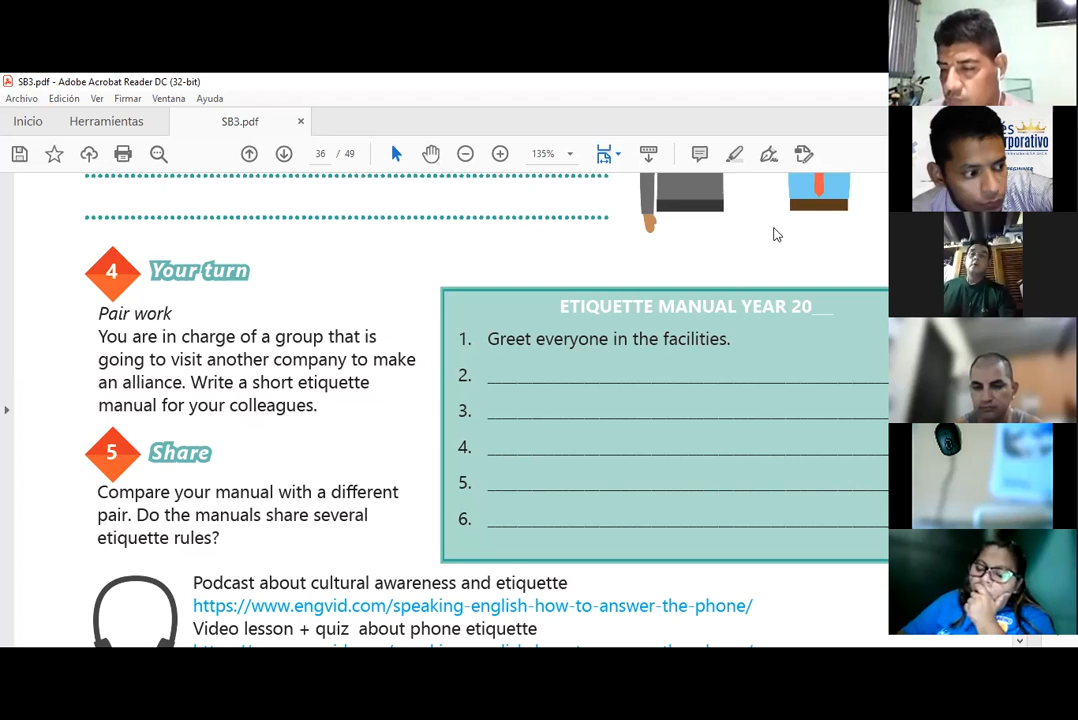 SB3.pdf - Adobe Acrobat Reader DC (32-bit)
Archivo Edición Ver Firmar Ventana Ayuda
Inicio Herramientas SB3.pdf ×
36 / 49 135%
4 Your turn
Pair work
You are in charge of a group that is
going to visit another company to make
an alliance. Write a short etiquette
manual for your colleagues.
5 Share
Compare your manual with a different
pair. Do the manuals share several
etiquette rules?
ETIQUETTE MANUAL YEAR 20__
1. Greet everyone in the facilities.
2.
3.
4.
5.
6.
Podcast about cultural awareness and etiquette
https://www.engvid.com/speaking-english-how-to-answer-the-phone/
Video lesson + quiz about phone etiquette